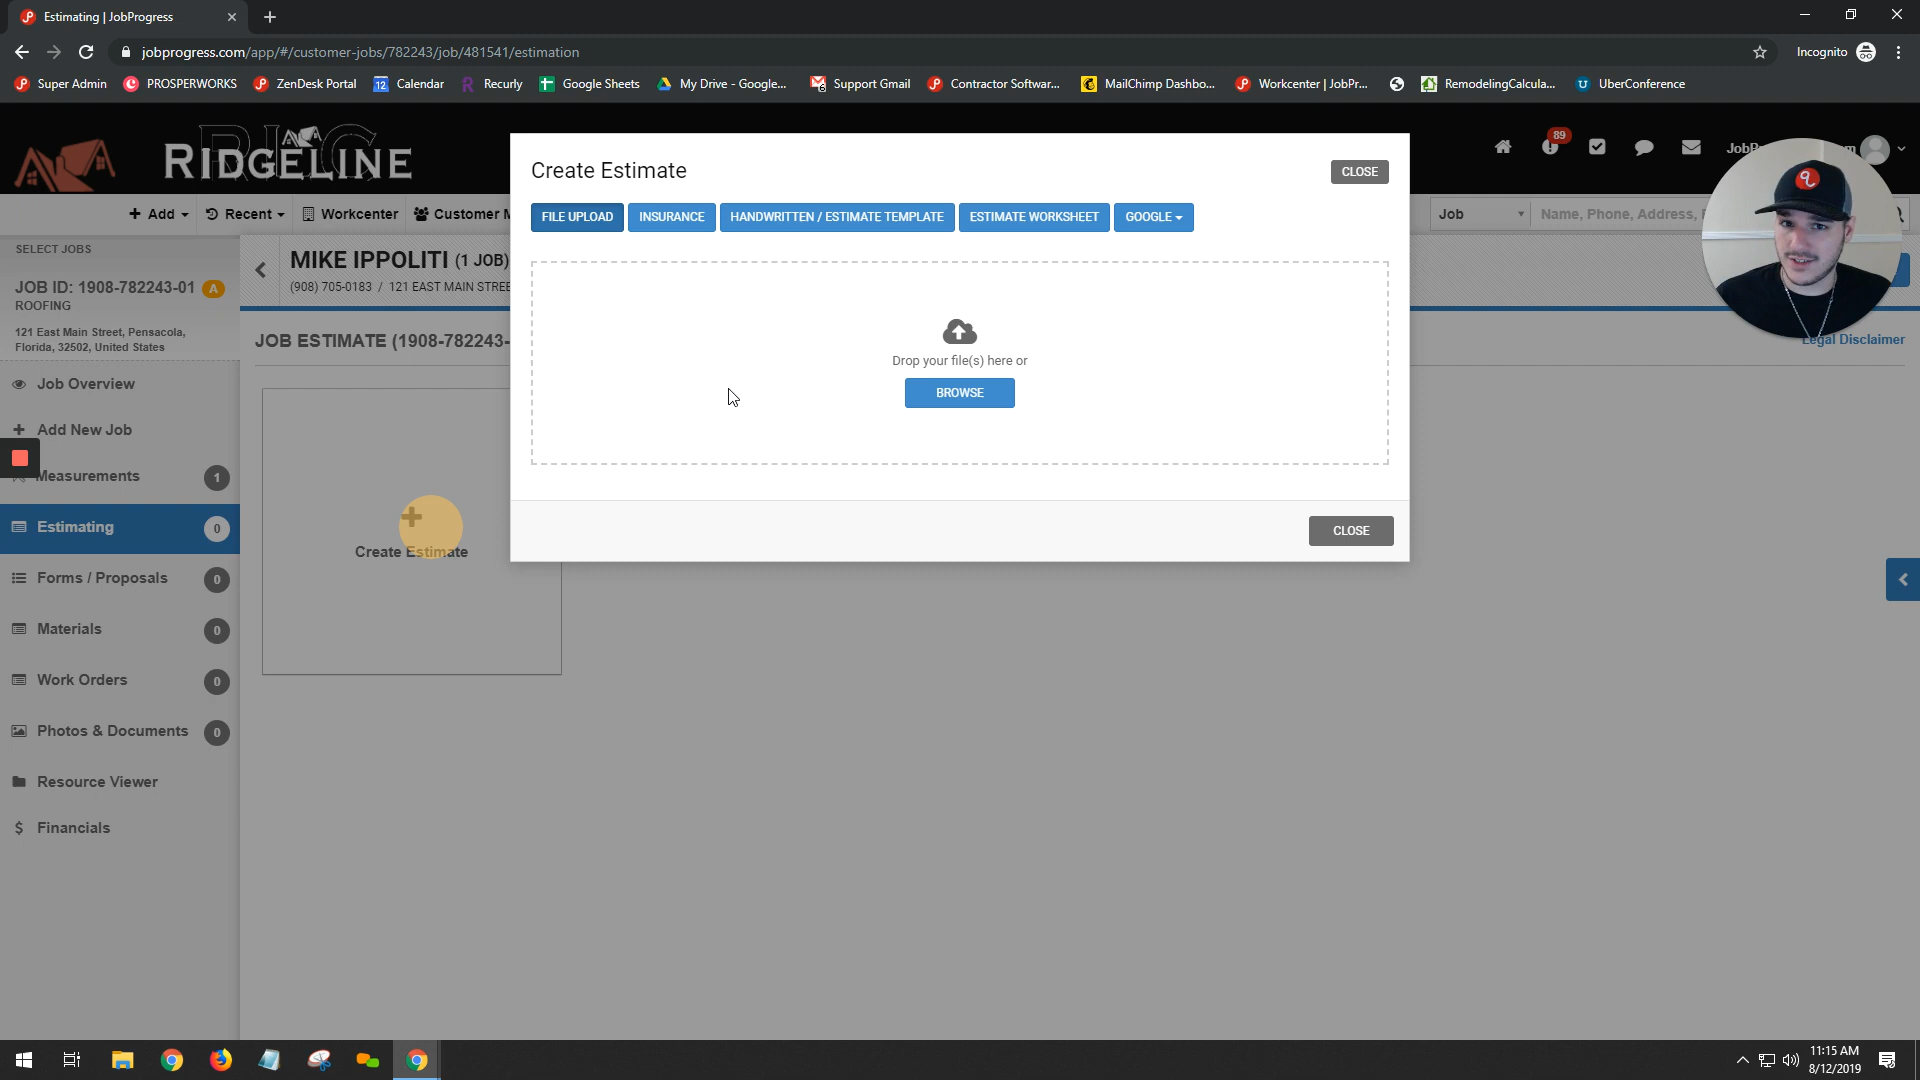 Estimating | JobProgress
jobprogress.com/app/#/customer-jobs/782243/job/481541/estimation
Incognito
Super Admin
PROSPERWORKS
ZenDesk Portal
12 Calendar
R Recurly
Google Sheets
My Drive - Google...
6 Support Gmail
Contractor Softwar...
MailChimp Dashbo...
Workcenter | JobPr...
RemodelingCalcula...
U UberConference
BIG
RIDGELINE
89
Add
Recent
Workcenter
Customer
Job
Name, Phone, Address,
SELECT JOBS
JOB ID: 1908-782243-01 A
ROOFING
121 East Main Street, Pensacola,
Florida, 32502, United States
Job Overview
Add New Job
Measurements 1
Estimating 0
Forms / Proposals 0
Materials 0
Work Orders 0
Photos & Documents 0
Resource Viewer
Financials
MIKE IPPOLITI (1 JOB)
(908) 705-0183 / 121 EAST MAIN STREE
JOB ESTIMATE (1908-782243-
Legal Disclaimer
Create Estimate
Create Estimate
CLOSE
FILE UPLOAD
INSURANCE
HANDWRITTEN / ESTIMATE TEMPLATE
ESTIMATE WORKSHEET
GOOGLE
Drop your file(s) here or
BROWSE
CLOSE
11:15 AM
8/12/2019